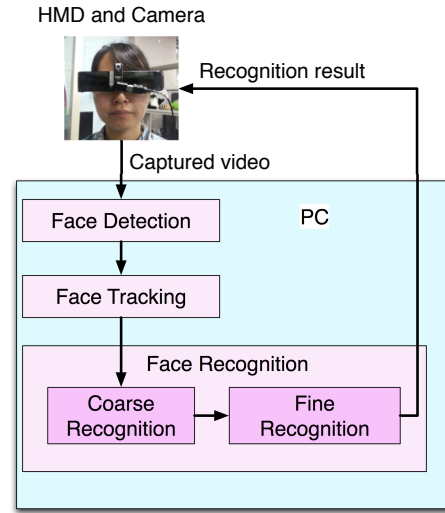 HMD and Camera
Recognition result
Captured video
PC
Face Detection
Face Tracking
Face Recognition
Coarse
Recognition
Fine
Recognition